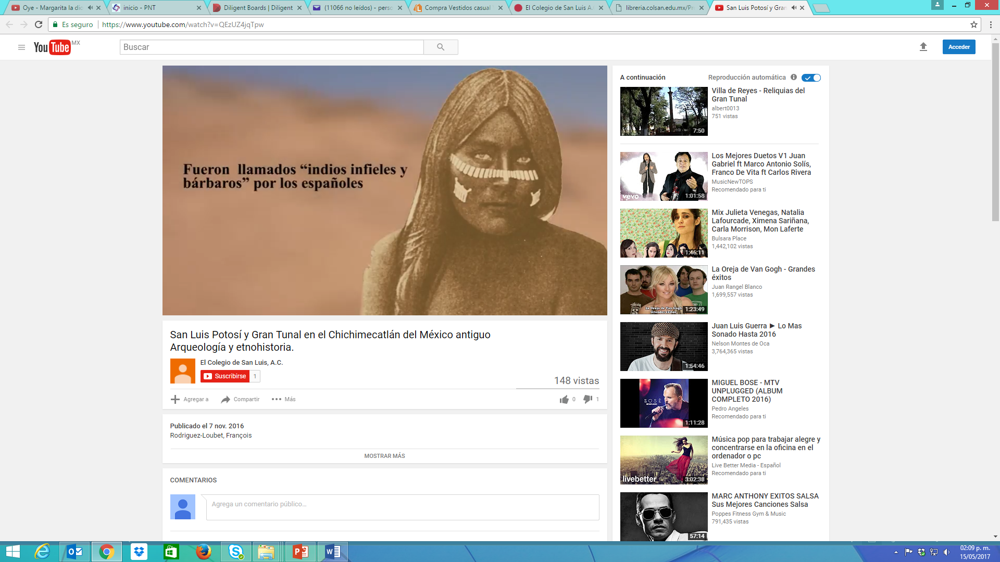 Oye - Margarita la dio
inicio - PNT
Diligent Boards | Diligent
(11066 no leídos) - perso
Compra Vestidos casual
El Colegio de San Luis A.
libreria.colsan.edu.mx/Pr
San Luis Potosí y Gran
Es seguro
https://www.youtube.com/watch?v=QEzUZ4jqTpw
YouTube MX
Buscar
Acceder
Fueron llamados “indios infieles y
bárbaros” por los españoles
San Luis Potosí y Gran Tunal en el Chichimecatlán del México antiguo
Arqueología y etnohistoria.
El Colegio de San Luis, A.C.
Suscribirse 1
148 vistas
Agregar a
Compartir
Más
0
1
Publicado el 7 nov. 2016
Rodriguez-Loubet, François
MOSTRAR MÁS
COMENTARIOS
Agrega un comentario público...
A continuación
Reproducción automática
Villa de Reyes - Reliquias del
Gran Tunal
albert0013
751 vistas
7:50
Los Mejores Duetos V1 Juan
Gabriel ft Marco Antonio Solís,
Franco De Vita ft Carlos Rivera
MusicNewTOPS
Recomendado para ti
vevo
1:01:58
Mix Julieta Venegas, Natalia
Lafourcade, Ximena Sariñana,
Carla Morrison, Mon Laferte
Bulsara Place
1,442,102 vistas
1:46:11
La Oreja de Van Gogh - Grandes
éxitos
Juan Rangel Blanco
1,699,557 vistas
La Oreja de Van Gogh
Grandes éxitos
1:23:49
Juan Luis Guerra ► Lo Mas
Sonado Hasta 2016
Nelson Montes de Oca
3,764,365 vistas
1:54:46
MIGUEL BOSE - MTV
UNPLUGGED (ALBUM
COMPLETO 2016)
Pedro Angeles
Recomendado para ti
BOSÉ
1:11:28
Música pop para trabajar alegre y
concentrarse en la oficina en el
ordenador o pc
Live Better Media - Español
Recomendado para ti
livebetter
3:02:38
MARC ANTHONY EXITOS SALSA
Sus Mejores Canciones Salsa
Poppes Fitness Gym & Music
791,435 vistas
57:14
02:09 p. m.
15/05/2017